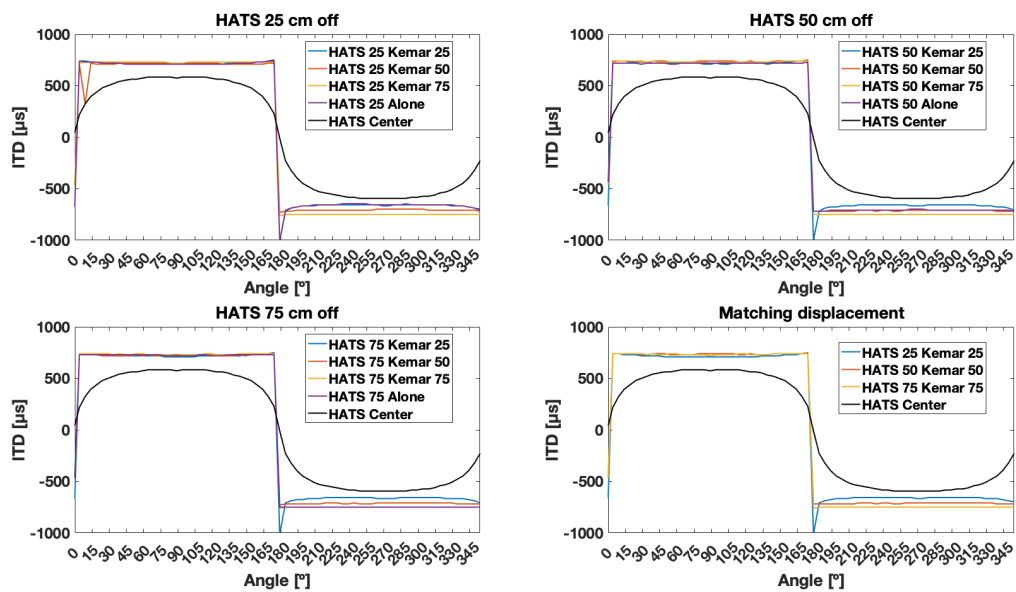 HATS 25 cm off
ITD [µs]
1000
500
0
-500
-1000
HATS 25 Kemar 25
HATS 25 Kemar 50
HATS 25 Kemar 75
HATS 25 Alone
HATS Center
0 15 30 45 60 75 90 105 120 135 150 165 180 195 210 225 240 255 270 285 300 315 330 345
Angle [º]
HATS 50 cm off
ITD [µs]
1000
500
0
-500
-1000
HATS 50 Kemar 25
HATS 50 Kemar 50
HATS 50 Kemar 75
HATS 50 Alone
HATS Center
0 15 30 45 60 75 90 105 120 135 150 165 180 195 210 225 240 255 270 285 300 315 330 345
Angle [º]
HATS 75 cm off
ITD [µs]
1000
500
0
-500
-1000
HATS 75 Kemar 25
HATS 75 Kemar 50
HATS 75 Kemar 75
HATS 75 Alone
HATS Center
0 15 30 45 60 75 90 105 120 135 150 165 180 195 210 225 240 255 270 285 300 315 330 345
Angle [º]
Matching displacement
ITD [µs]
1000
500
0
-500
-1000
HATS 25 Kemar 25
HATS 50 Kemar 50
HATS 75 Kemar 75
HATS Center
0 15 30 45 60 75 90 105 120 135 150 165 180 195 210 225 240 255 270 285 300 315 330 345
Angle [º]